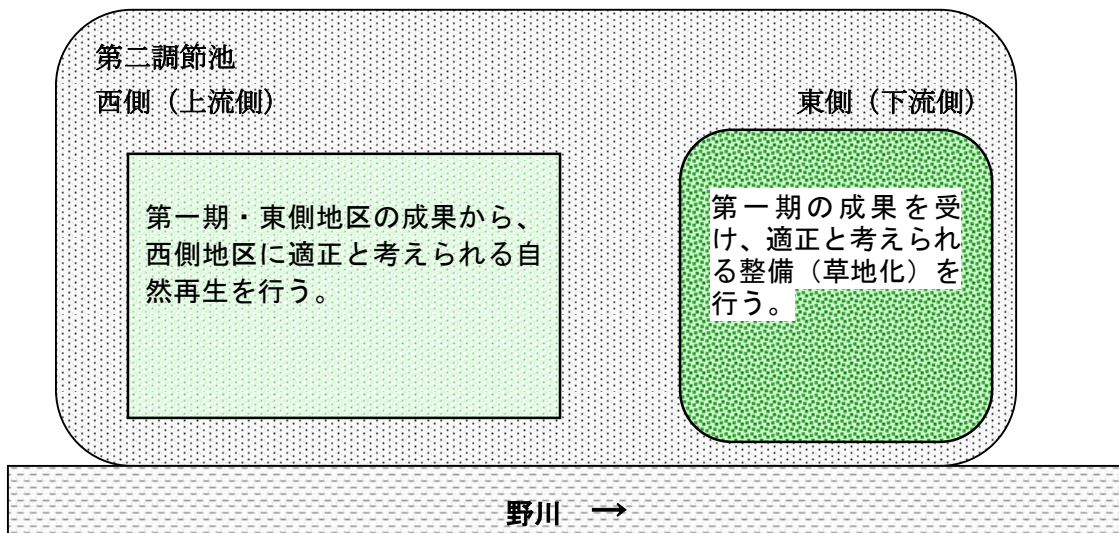 第二調節池
西側（上流側）
東側（下流側）
第一期・東側地区の成果から、
西側地区に適正と考えられる自
然再生を行う。
第一期の成果を受
け、適正と考えられ
る整備（草地化）を
行う。
野川　→